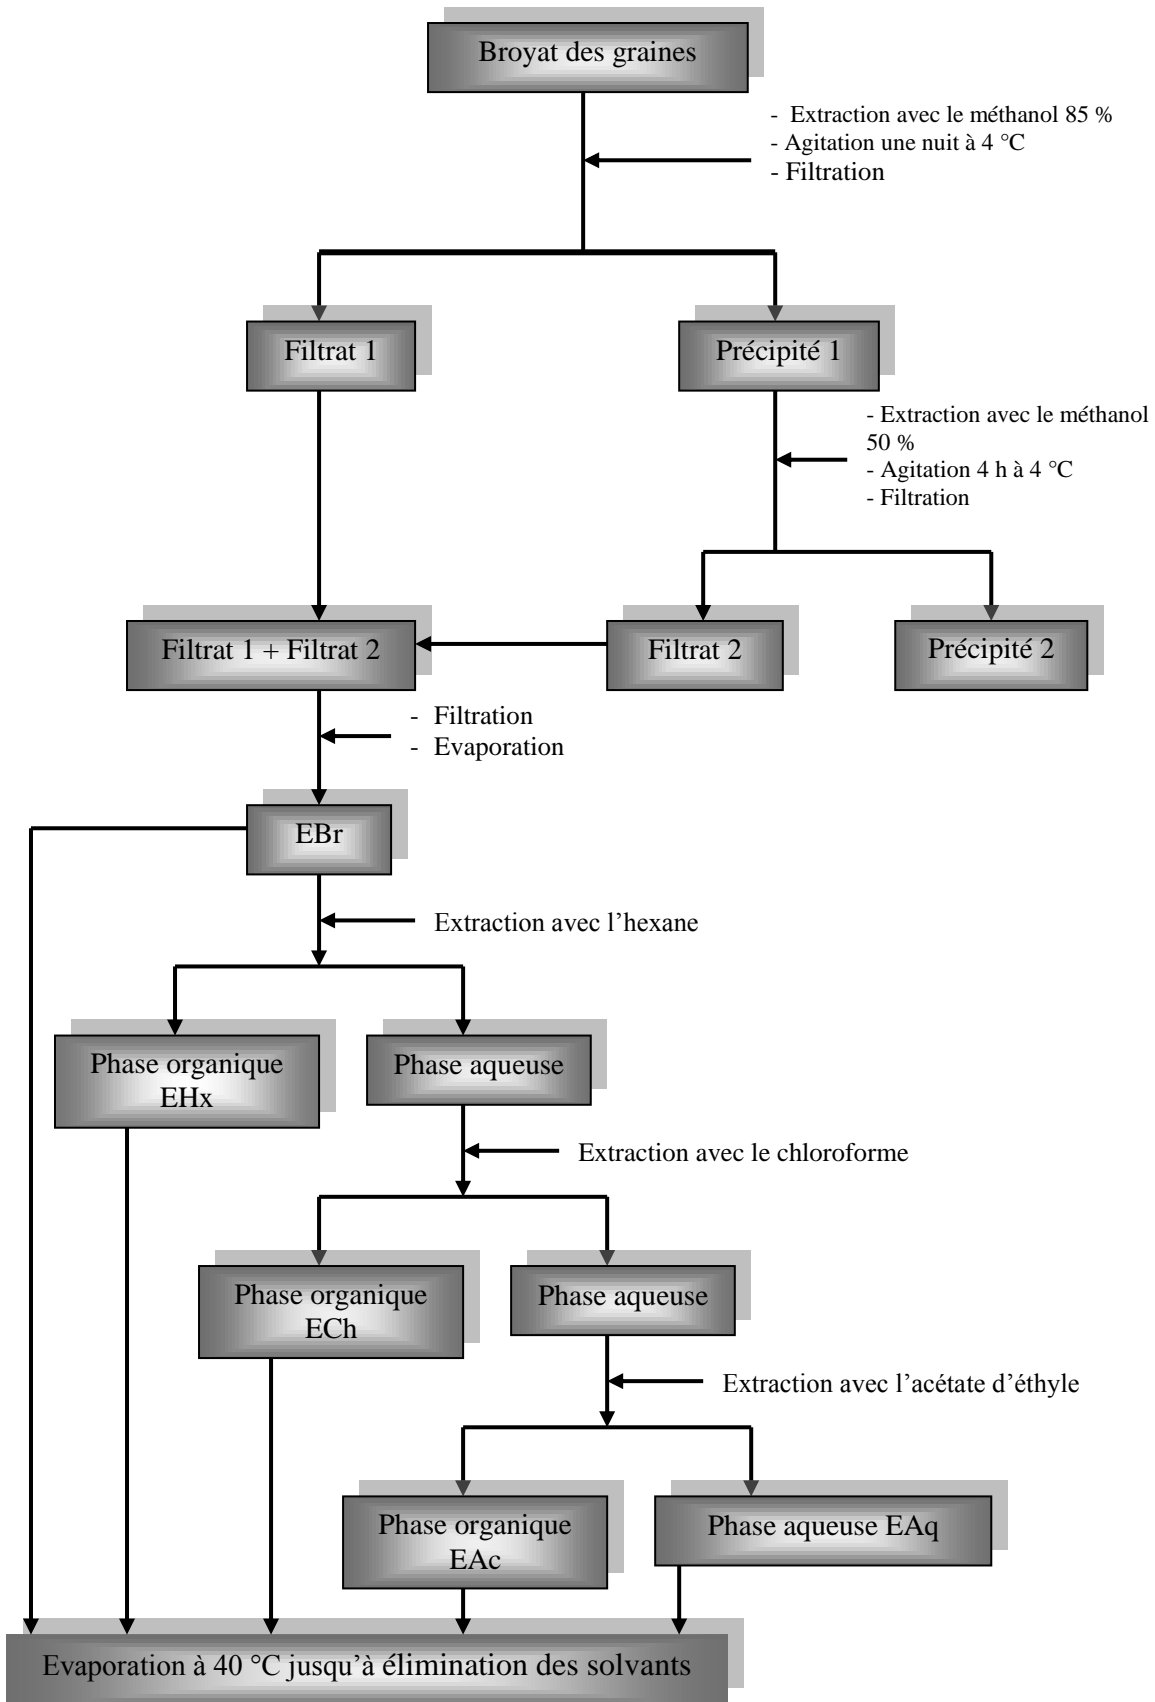 Broyat des graines
- Extraction avec le méthanol 85 %
- Agitation une nuit à 4 °C
- Filtration
Filtrat 1
Précipité 1
- Extraction avec le méthanol
50 %
- Agitation 4 h à 4 °C
- Filtration
Filtrat 1 + Filtrat 2
Filtrat 2
Précipité 2
- Filtration
- Evaporation
EBr
Extraction avec l’hexane
Phase organique
EHx
Phase aqueuse
Extraction avec le chloroforme
Phase organique
ECh
Phase aqueuse
Extraction avec l’acétate d’éthyle
Phase organique
EAc
Phase aqueuse EAq
Evaporation à 40 °C jusqu’à élimination des solvants